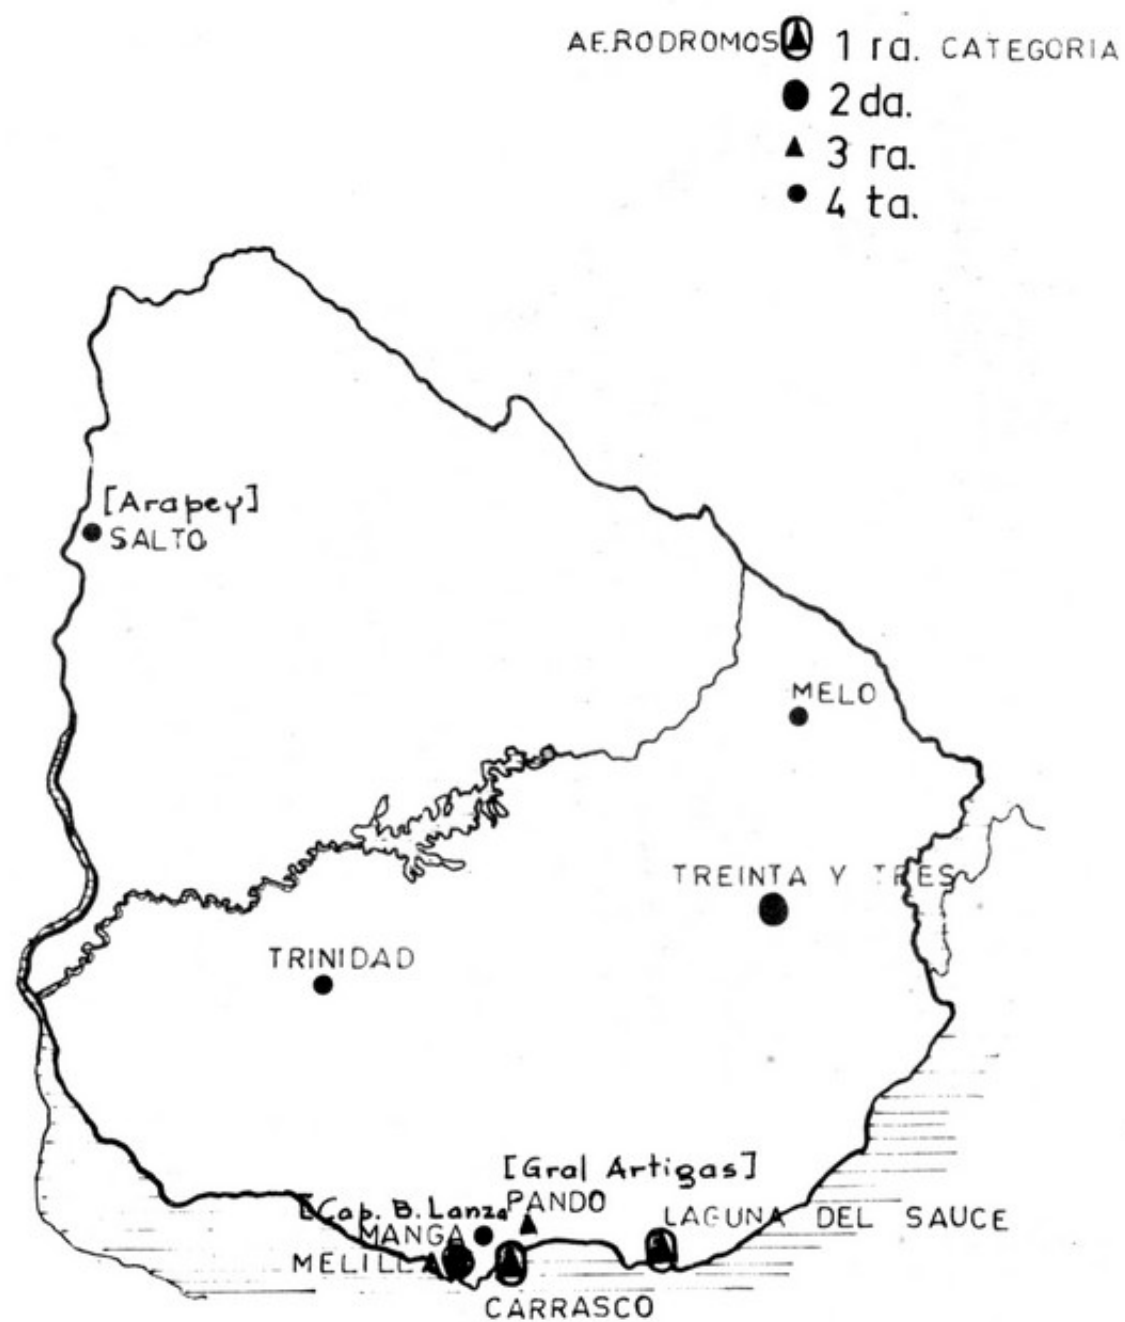 AERODROMOS 1 ra. CATEGORIA
2 da.
3 ra.
4 ta.
[Arapey]
SALTO
MELO
TREINTA Y TRES
TRINIDAD
[Gral Artigas]
PANDO
[Cap. B. Lanza
MANGA
LAGUNA DEL SAUCE
MELILLA
CARRASCO